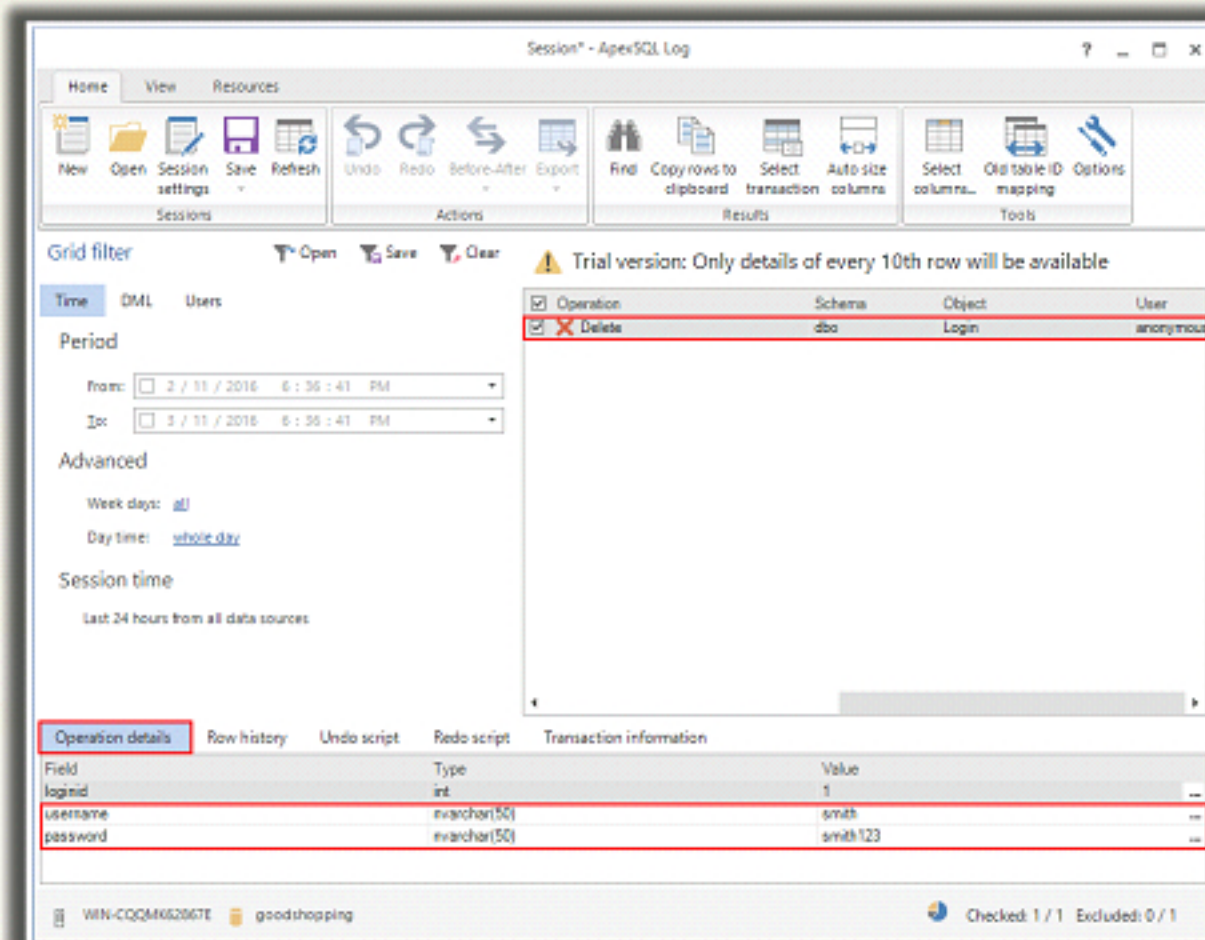 Session* - ApexSQL Log ?
Home View Resources
New Open Session settings Save Refresh Undo Redo Before-After Export Find Copy rows to clipboard Select transaction Auto size columns Select columns... Old table ID mapping Options
Sessions Actions Results Tools
Grid filter Open Save Clear
Trial version: Only details of every 10th row will be available
Time DML Users
Operation Schema Object User
Delete dbo Login anonymous
Period
From: 2 / 11 / 2016 6 : 36 : 41 PM
To: 3 / 11 / 2016 6 : 36 : 41 PM
Advanced
Week days: all
Day time: whole day
Session time
Last 24 hours from all data sources
Operation details Row history Undo script Redo script Transaction information
Field Type Value
loginid int 1 ...
username nvarchar(50) smith ...
password nvarchar(50) smith123 ...
goodshopping Checked: 1 / 1 Excluded: 0 / 1